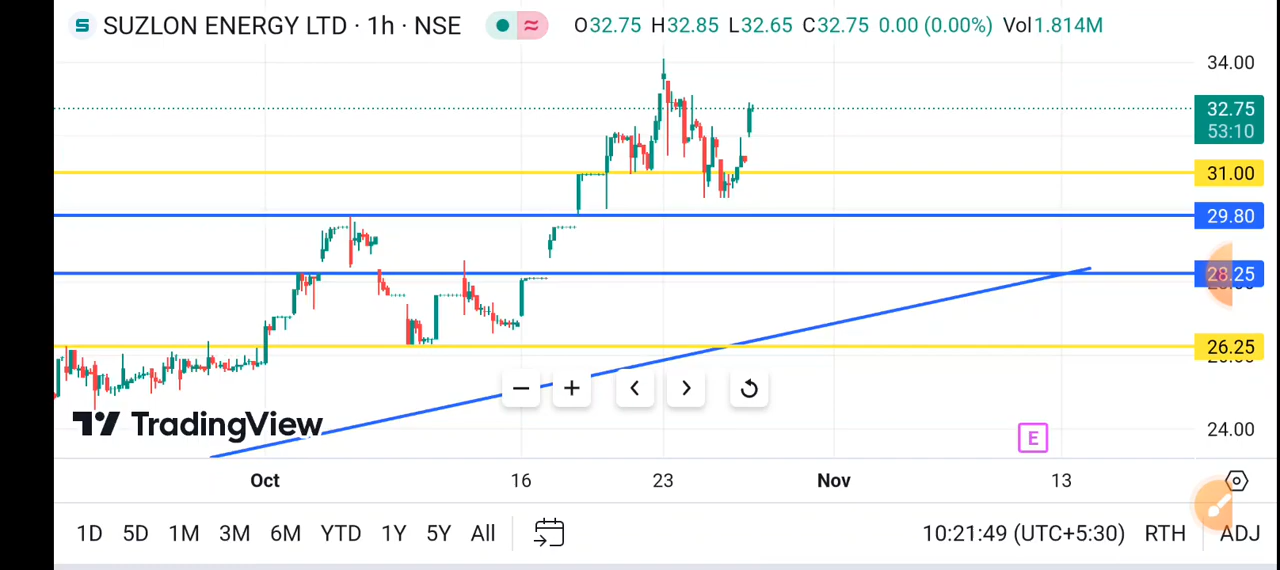 SUZLON ENERGY LTD · 1h · NSE O32.75 H32.85 L32.65 C32.75 0.00 (0.00%) Vol1.814M
34.00
32.75
53:10
31.00
29.80
28.25
26.25
24.00
TradingView
E
Oct 16 23 Nov 13
1D 5D 1M 3M 6M YTD 1Y 5Y All 10:21:49 (UTC+5:30) RTH ADJ